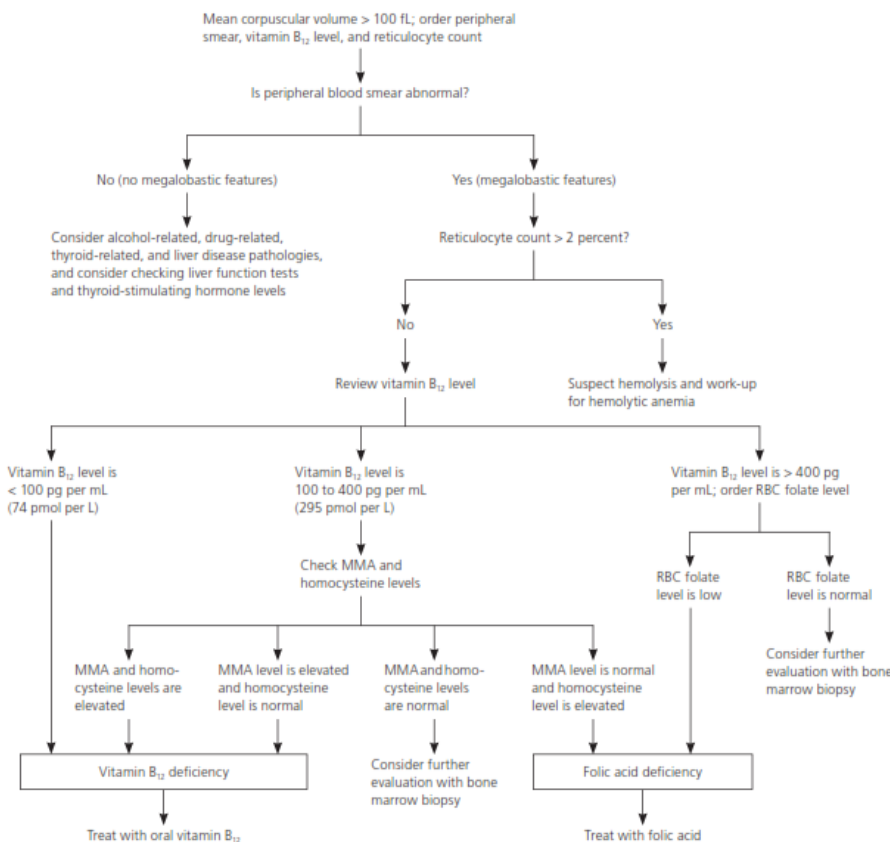 Mean corpuscular volume > 100 fL; order peripheral
smear, vitamin B₁₂ level, and reticulocyte count
Is peripheral blood smear abnormal?
No (no megalobastic features)
Yes (megalobastic features)
Consider alcohol-related, drug-related,
thyroid-related, and liver disease pathologies,
and consider checking liver function tests
and thyroid-stimulating hormone levels
Reticulocyte count > 2 percent?
No
Yes
Review vitamin B₁₂ level
Suspect hemolysis and work-up
for hemolytic anemia
Vitamin B₁₂ level is
< 100 pg per mL
(74 pmol per L)
Vitamin B₁₂ level is
100 to 400 pg per mL
(295 pmol per L)
Vitamin B₁₂ level is > 400 pg
per mL; order RBC folate level
Check MMA and
homocysteine levels
RBC folate
level is low
RBC folate
level is normal
MMA and homo-
cysteine levels are
elevated
MMA level is elevated
and homocysteine
level is normal
MMA and homo-
cysteine levels
are normal
MMA level is normal
and homocysteine
level is elevated
Consider further
evaluation with bone
marrow biopsy
Vitamin B₁₂ deficiency
Consider further
evaluation with bone
marrow biopsy
Folic acid deficiency
Treat with oral vitamin B₁₂
Treat with folic acid